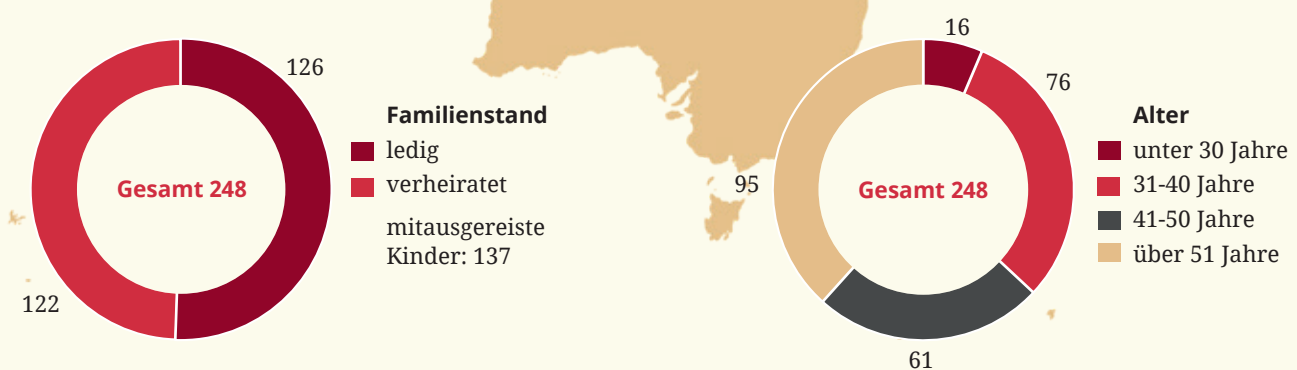 126
Familienstand
ledig
verheiratet
mitausgereiste
Kinder: 137
Gesamt 248
122
16
76
Alter
unter 30 Jahre
31-40 Jahre
41-50 Jahre
über 51 Jahre
Gesamt 248
95
61